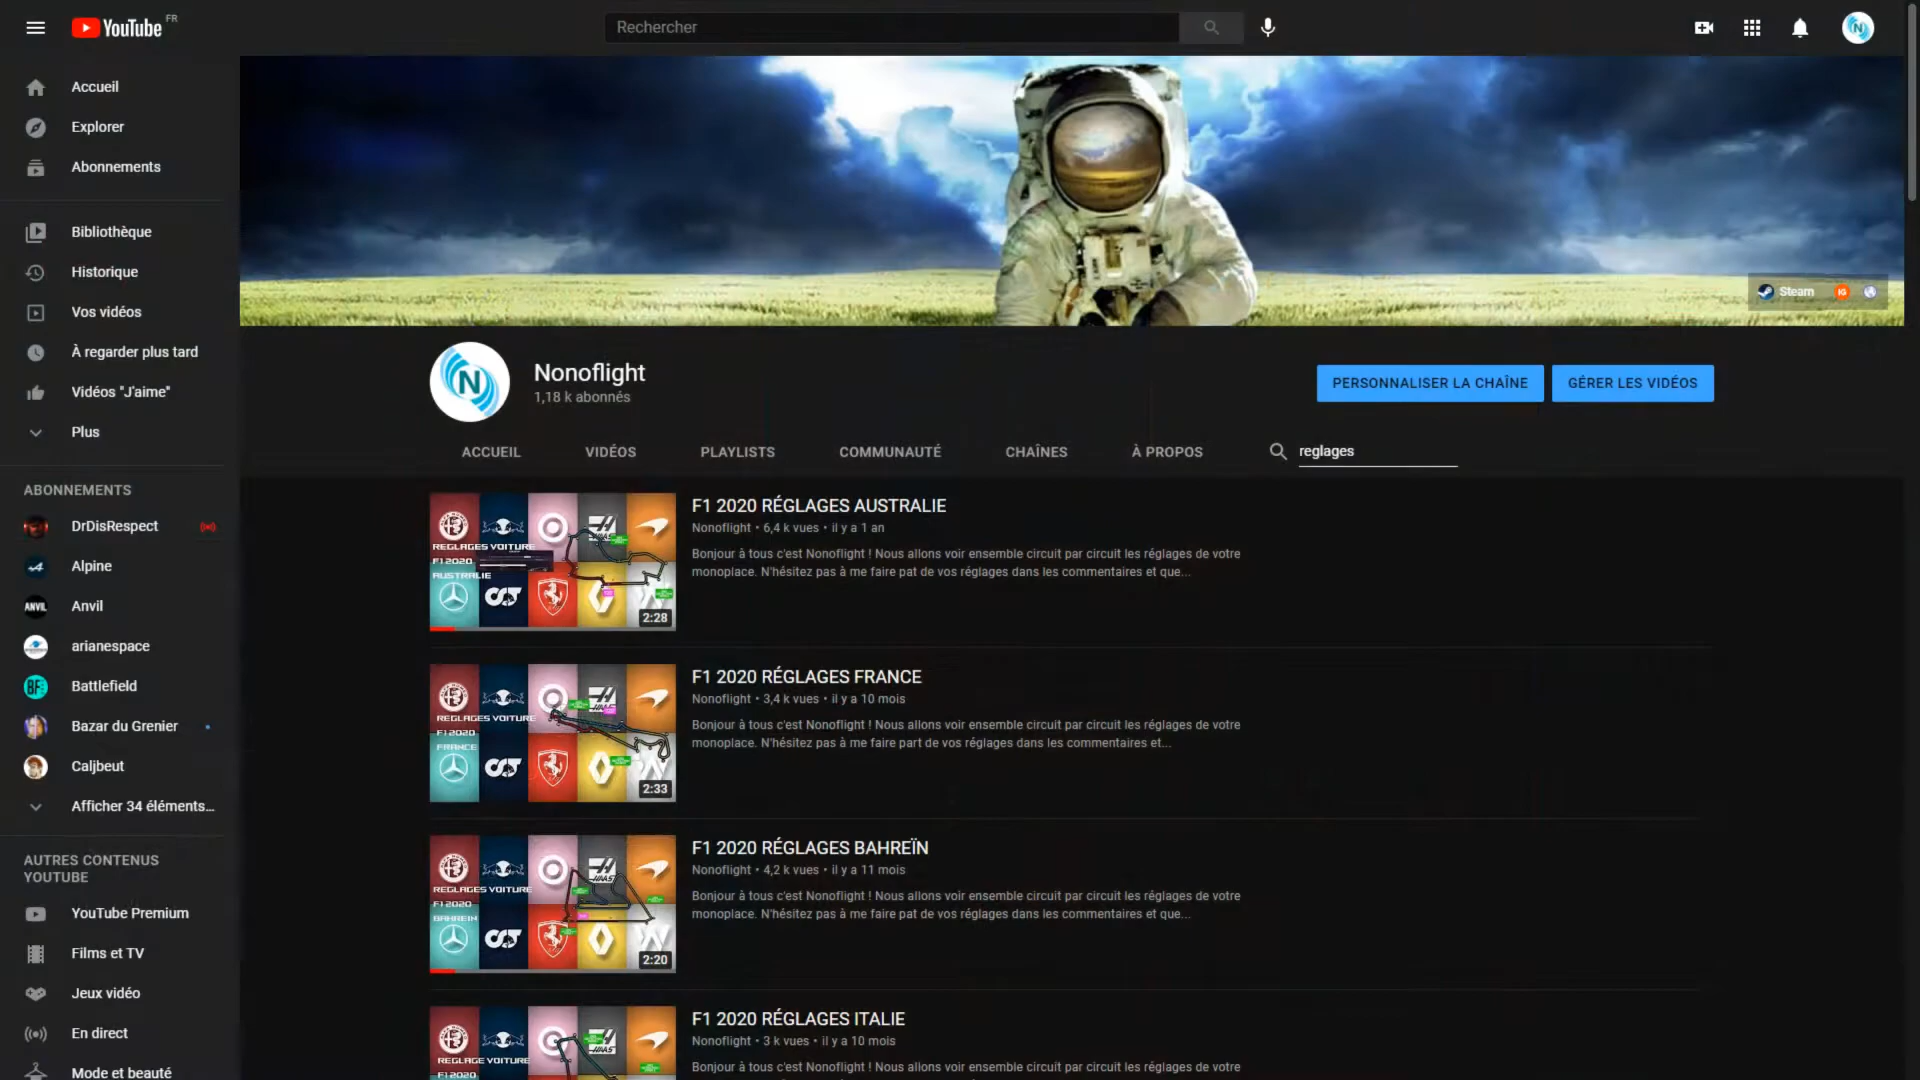 YouTube FR
Rechercher
Accueil
Explorer
Abonnements
Bibliothèque
Historique
Vos vidéos
À regarder plus tard
Vidéos "J'aime"
Plus
ABONNEMENTS
DrDisRespect
Alpine
ANVIL
Anvil
arianespace
BF
Battlefield
Bazar du Grenier
Caljbeut
Afficher 34 éléments...
AUTRES CONTENUS
YOUTUBE
YouTube Premium
Films et TV
Jeux vidéo
En direct
Mode et beauté
Steam
IG
N
Nonoflight
1,18 k abonnés
PERSONNALISER LA CHAÎNE
GÉRER LES VIDÉOS
ACCUEIL
VIDÉOS
PLAYLISTS
COMMUNAUTÉ
CHAÎNES
À PROPOS
reglages
REGLAGES VOITURE
F1 2020
AUSTRALIE
HAAS
2:28
F1 2020 RÉGLAGES AUSTRALIE
Nonoflight • 6,4 k vues • il y a 1 an
Bonjour à tous c'est Nonoflight ! Nous allons voir ensemble circuit par circuit les réglages de votre
monoplace. N'hésitez pas à me faire pat de vos réglages dans les commentaires et que...
REGLAGES VOITURE
F1 2020
FRANCE
HAAS
2:33
F1 2020 RÉGLAGES FRANCE
Nonoflight • 3,4 k vues • il y a 10 mois
Bonjour à tous c'est Nonoflight ! Nous allons voir ensemble circuit par circuit les réglages de votre
monoplace. N'hésitez pas à me faire part de vos réglages dans les commentaires et...
REGLAGES VOITURE
F1 2020
BAHREIN
HAAS
2:20
F1 2020 RÉGLAGES BAHREÏN
Nonoflight • 4,2 k vues • il y a 11 mois
Bonjour à tous c'est Nonoflight ! Nous allons voir ensemble circuit par circuit les réglages de votre
monoplace. N'hésitez pas à me faire pat de vos réglages dans les commentaires et que...
REGLAGE VOITURE
F1 2020
HAAS
F1 2020 RÉGLAGES ITALIE
Nonoflight • 3 k vues • il y a 10 mois
Bonjour à tous c'est Nonoflight ! Nous allons voir ensemble circuit par circuit les réglages de votre